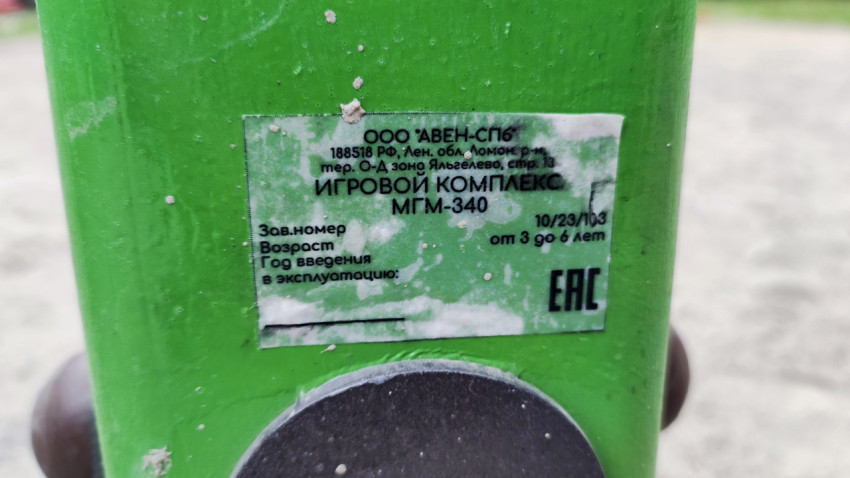 ООО "АВЕН-СПб"
188518 РФ, Лен. обл. Ломон. р-н,
тер. О-Д зона Яльгелево, стр. 13
ИГРОВОЙ КОМПЛЕКС
МГМ-340
Зав.номер 10/23/103
Возраст от 3 до 6 лет
Год введения
в эксплуатацию:
ЕАС